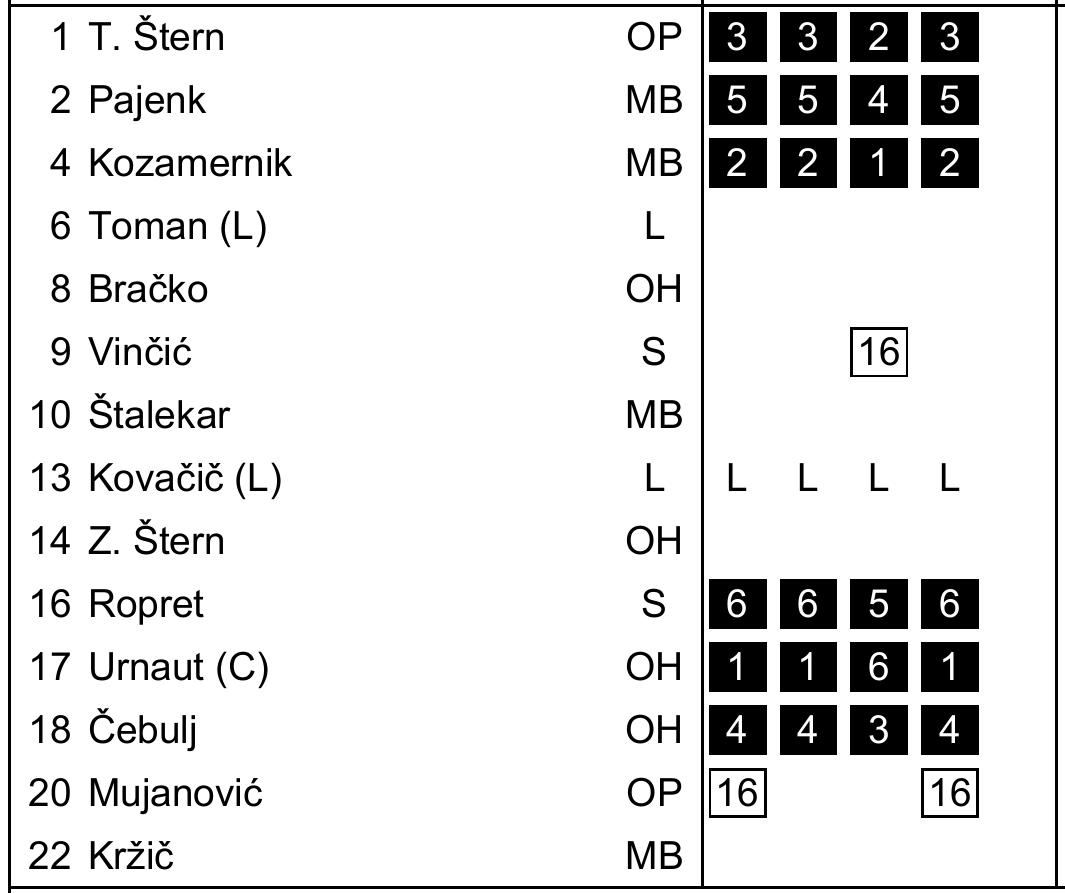 1 T. Štern OP 3 3 2 3
2 Pajenk MB 5 5 4 5
4 Kozamernik MB 2 2 1 2
6 Toman (L) L
8 Bračko OH
9 Vinčić S 16
10 Štalekar MB
13 Kovačič (L) L L L L L
14 Z. Štern OH
16 Ropret S 6 6 5 6
17 Urnaut (C) OH 1 1 6 1
18 Čebulj OH 4 4 3 4
20 Mujanović OP 16 16
22 Kržič MB